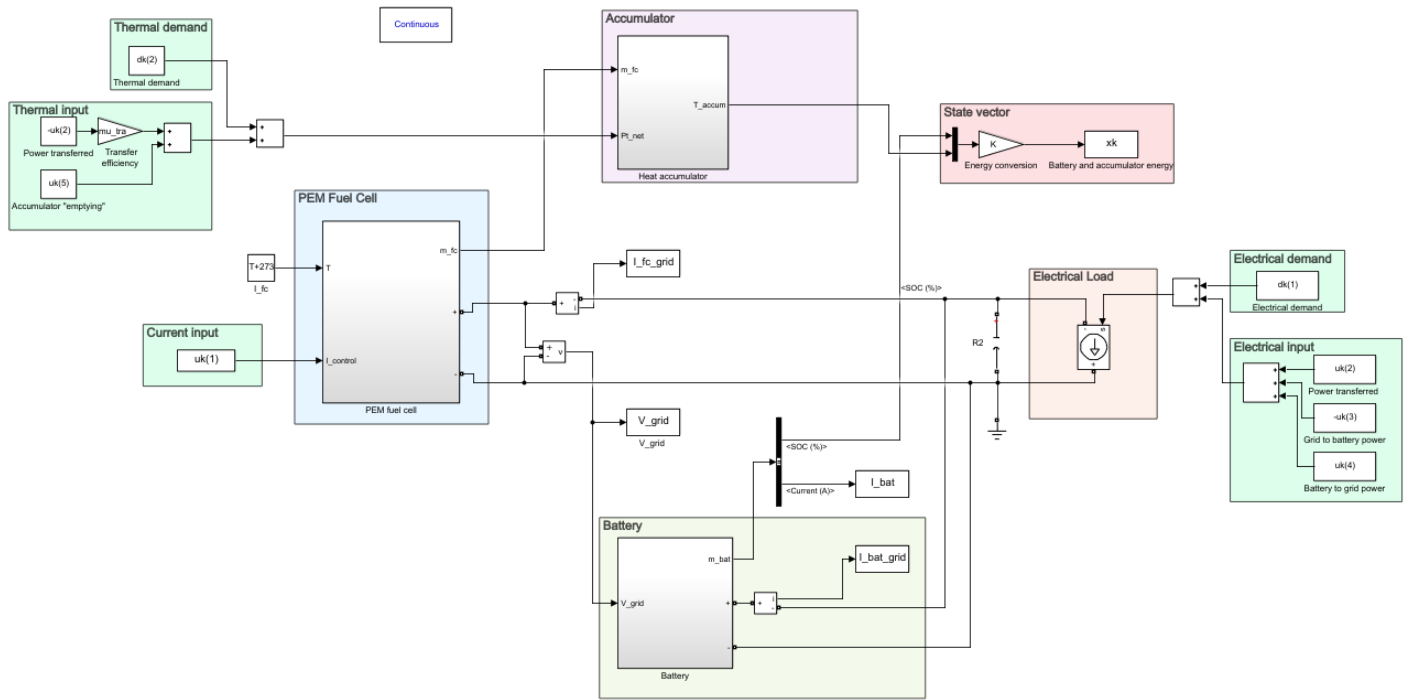 Thermal demand
dk(2)
Thermal demand
Continuous
Accumulator
m_fc
T_accum
Pt_net
Heat accumulator
Thermal input
-uk(2)
mu_tra
+
+
Power transferred
Transfer
efficiency
uk(5)
Accumulator "emptying"
+
+
State vector
K
xk
Energy conversion
Battery and accumulator energy
PEM Fuel Cell
m_fc
T
+
I_control
-
PEM fuel cell
T+273
I_fc
Current input
uk(1)
I_fc_grid
+
-
i
+
-
v
V_grid
V_grid
<SOC (%)>
R2
+
Electrical Load
-
s
+
+
+
Electrical demand
dk(1)
Electrical demand
Electrical input
uk(2)
Power transferred
+
+
+
-uk(3)
Grid to battery power
uk(4)
Battery to grid power
<SOC (%)>
<Current (A)>
I_bat
Battery
m_bat
V_grid
+
-
Battery
+
i
-
I_bat_grid